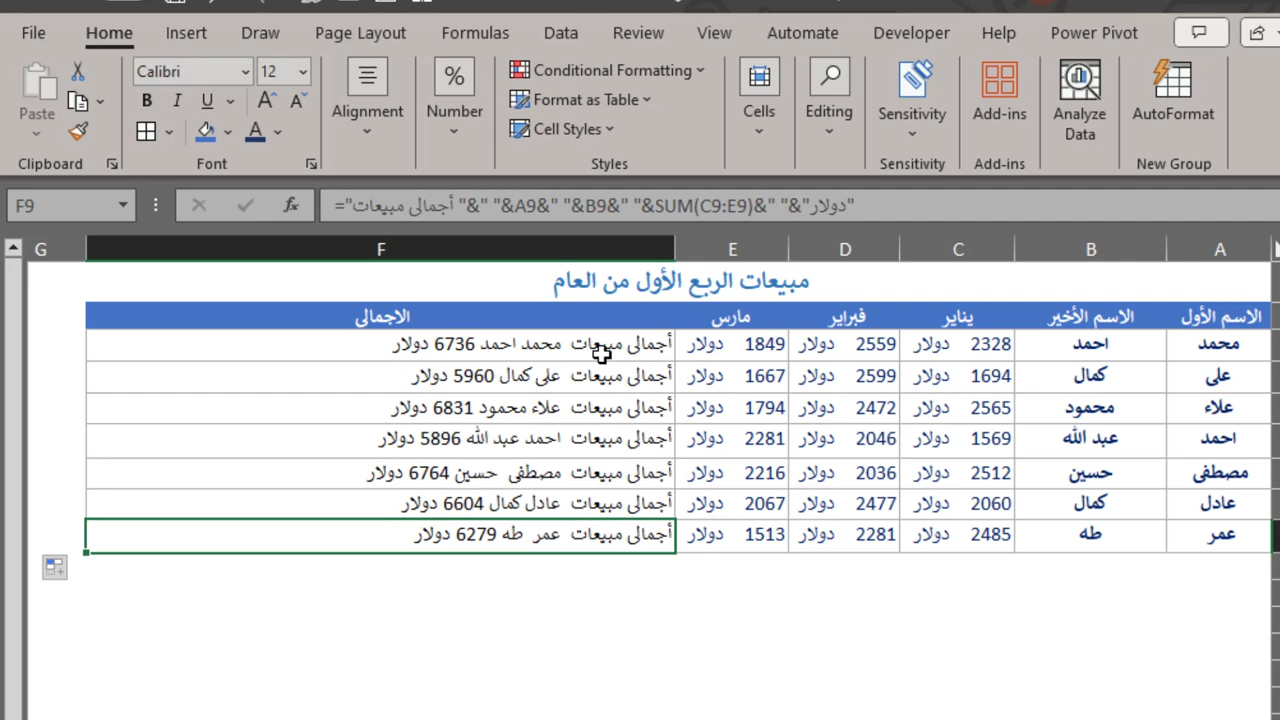 File Home Insert Draw Page Layout Formulas Data Review View Automate Developer Help Power Pivot
Paste
Clipboard
Calibri 12
B I U A A
Font
Alignment
% Number
Conditional Formatting
Format as Table
Cell Styles
Styles
Cells
Editing
Sensitivity
Sensitivity
Add-ins
Add-ins
Analyze Data
AutoFormat
New Group
F9 fx ="أجمالى مبيعات "&" "&A9&" "&B9&" "&SUM(C9:E9)&" "&"دولار"
G F E D C B A
مبيعات الربع الأول من العام
الاسم الأول الاسم الأخير يناير فبراير مارس الاجمالى
محمد احمد 2328 دولار 2559 دولار 1849 دولار أجمالى مبيعات محمد احمد 6736 دولار
على كمال 1694 دولار 2599 دولار 1667 دولار أجمالى مبيعات على كمال 5960 دولار
علاء محمود 2565 دولار 2472 دولار 1794 دولار أجمالى مبيعات علاء محمود 6831 دولار
احمد عبد الله 1569 دولار 2046 دولار 2281 دولار أجمالى مبيعات احمد عبد الله 5896 دولار
مصطفى حسين 2512 دولار 2036 دولار 2216 دولار أجمالى مبيعات مصطفى حسين 6764 دولار
عادل كمال 2060 دولار 2477 دولار 2067 دولار أجمالى مبيعات عادل كمال 6604 دولار
عمر طه 2485 دولار 2281 دولار 1513 دولار أجمالى مبيعات عمر طه 6279 دولار